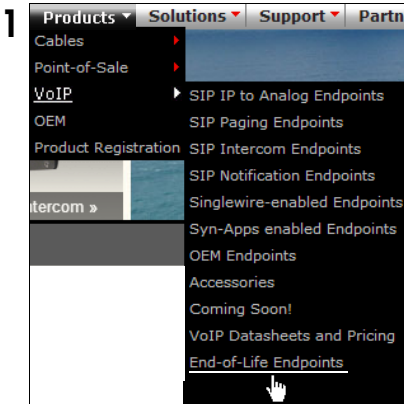 1
Products Solutions Support Partn
Cables
Point-of-Sale
VoIP
OEM
Product Registration
SIP IP to Analog Endpoints
SIP Paging Endpoints
SIP Intercom Endpoints
SIP Notification Endpoints
Singlewire-enabled Endpoints
Syn-Apps enabled Endpoints
OEM Endpoints
Accessories
Coming Soon!
VoIP Datasheets and Pricing
End-of-Life Endpoints
ntercom »